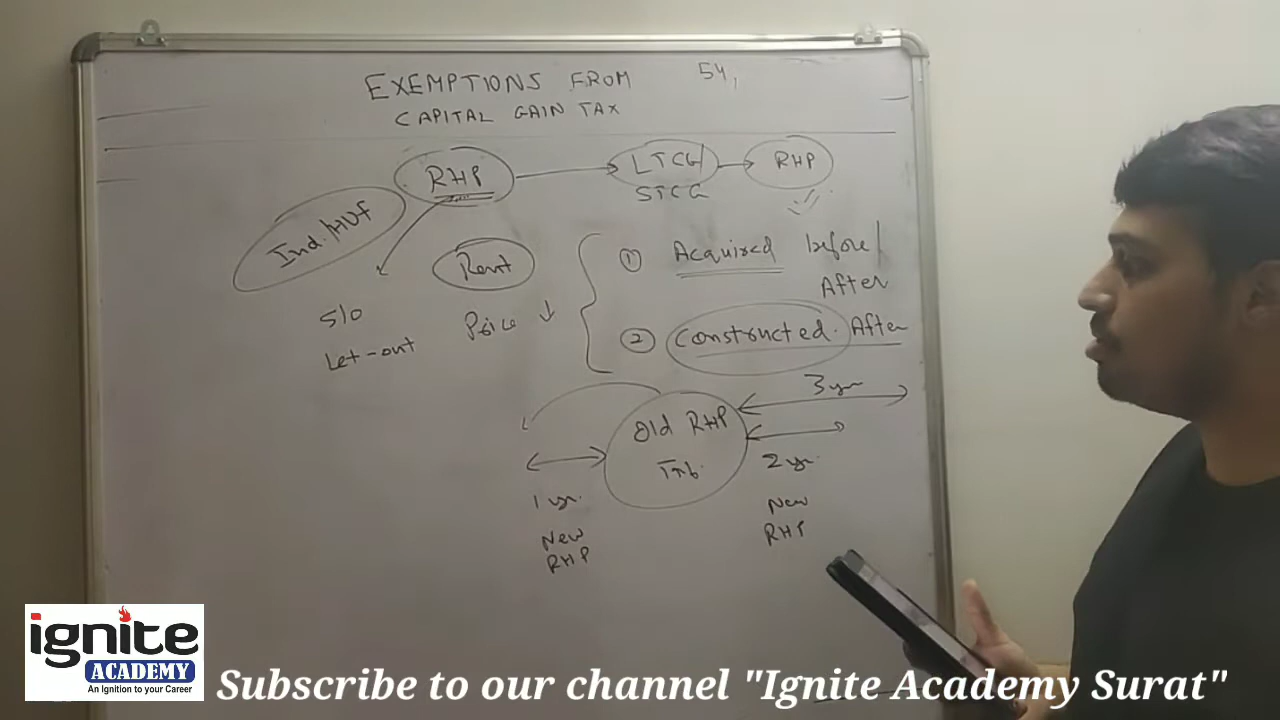 EXEMPTIONS FROM 54,
CAPITAL GAIN TAX
RHP LTCG/ RHP
STCG
Ind./HUF
Rent
① Acquired before/
After
S/O
Let-out
Price ↓
② Constructed After
3 yr
Old RHP
Trf.
1 yr.
New
RHP
2 yr.
New
RHP
ignite
ACADEMY
An Ignition to your Career
Subscribe to our channel "Ignite Academy Surat"